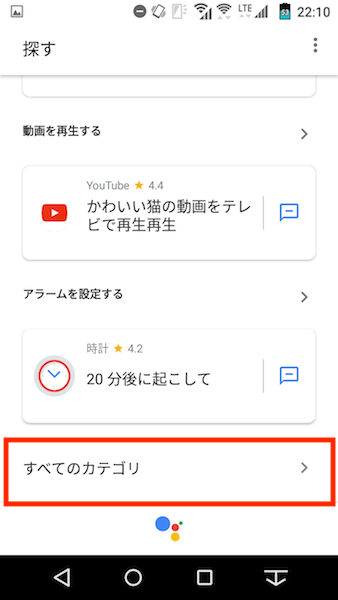 LTE 53 22:10
探す
動画を再生する
YouTube ★ 4.4
かわいい猫の動画をテレ
ビで再生再生
アラームを設定する
時計 ★ 4.2
20 分後に起こして
すべてのカテゴリ